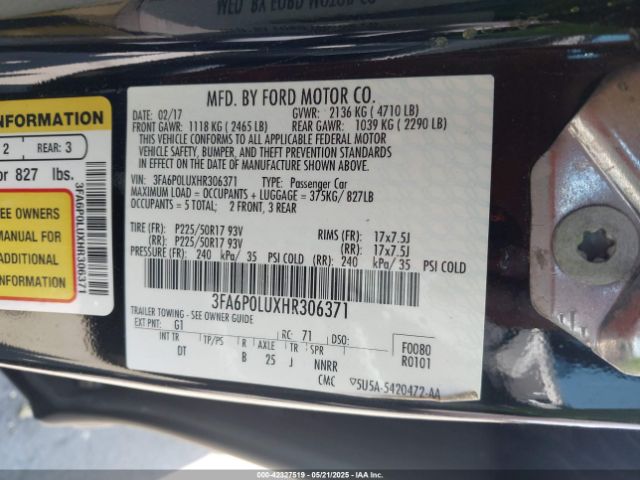 INFORMATION
2 REAR: 3
or 827 lbs.
SEE OWNERS
MANUAL FOR
ADDITIONAL
INFORMATION
3FA6P0LUXHR306371
MFD. BY FORD MOTOR CO.
DATE: 02/17 GVWR: 2136 KG ( 4710 LB)
FRONT GAWR: 1118 KG ( 2465 LB) REAR GAWR: 1039 KG ( 2290 LB)
THIS VEHICLE CONFORMS TO ALL APPLICABLE FEDERAL MOTOR
VEHICLE SAFETY, BUMPER, AND THEFT PREVENTION STANDARDS
IN EFFECT ON THE DATE OF MANUFACTURE SHOWN ABOVE.
VIN: 3FA6P0LUXHR306371 TYPE: Passenger Car
MAXIMUM LOAD = OCCUPANTS + LUGGAGE = 375KG/ 827LB
OCCUPANTS = 5 TOTAL; 2 FRONT, 3 REAR
TIRE (FR): P225/50R17 93V RIMS (FR): 17x7.5J
(RR): P225/50R17 93V (RR): 17x7.5J
PRESSURE (FR): 240 kPa/ 35 PSI COLD (RR): 240 kPa/ 35 PSI COLD
3FA6P0LUXHR306371
TRAILER TOWING - SEE OWNER GUIDE
EXT PNT: G1 RC: 71 DSO: F0080
INT TR TP/PS R AXLE TR SPR R0101
DT B 25 J NNRR
CMC ▽SU5A-5420472-AA
000-42327519 - 05/21/2025 - IAAI.COM